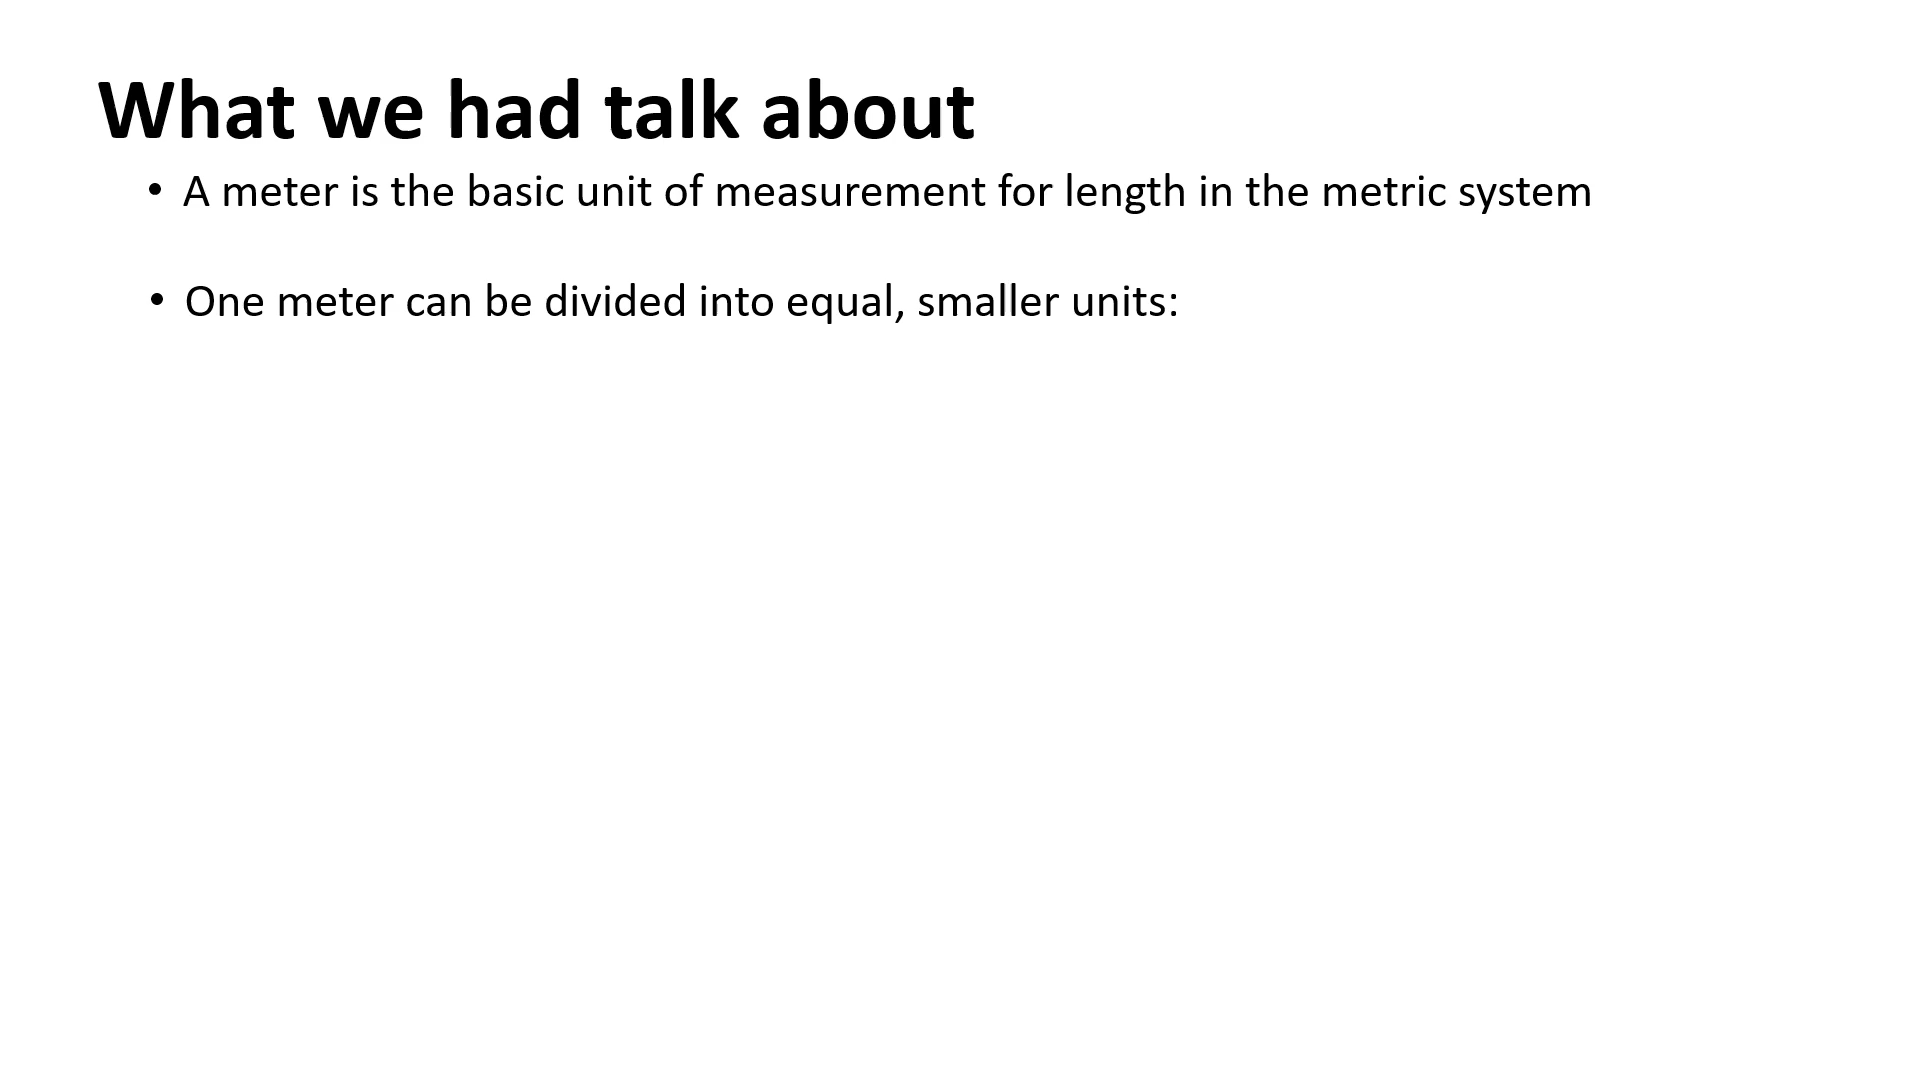 What we had talk about
• A meter is the basic unit of measurement for length in the metric system
• One meter can be divided into equal, smaller units: